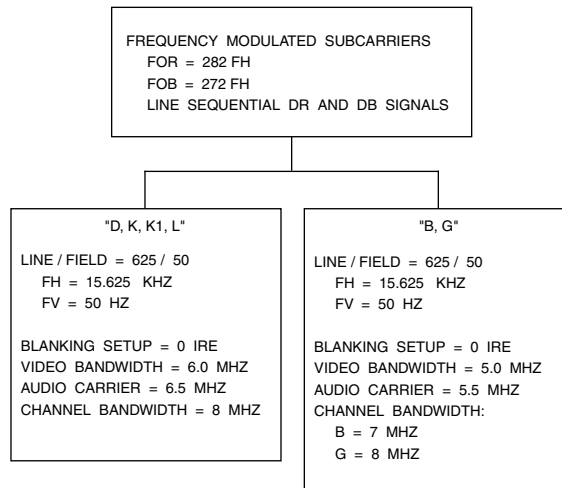 FREQUENCY MODULATED SUBCARRIERS
FOR = 282 FH
FOB = 272 FH
LINE SEQUENTIAL DR AND DB SIGNALS
"D, K, K1, L"
LINE / FIELD = 625 / 50
FH = 15.625 KHZ
FV = 50 HZ
BLANKING SETUP = 0 IRE
VIDEO BANDWIDTH = 6.0 MHZ
AUDIO CARRIER = 6.5 MHZ
CHANNEL BANDWIDTH = 8 MHZ
"B, G"
LINE / FIELD = 625 / 50
FH = 15.625 KHZ
FV = 50 HZ
BLANKING SETUP = 0 IRE
VIDEO BANDWIDTH = 5.0 MHZ
AUDIO CARRIER = 5.5 MHZ
CHANNEL BANDWIDTH:
B = 7 MHZ
G = 8 MHZ